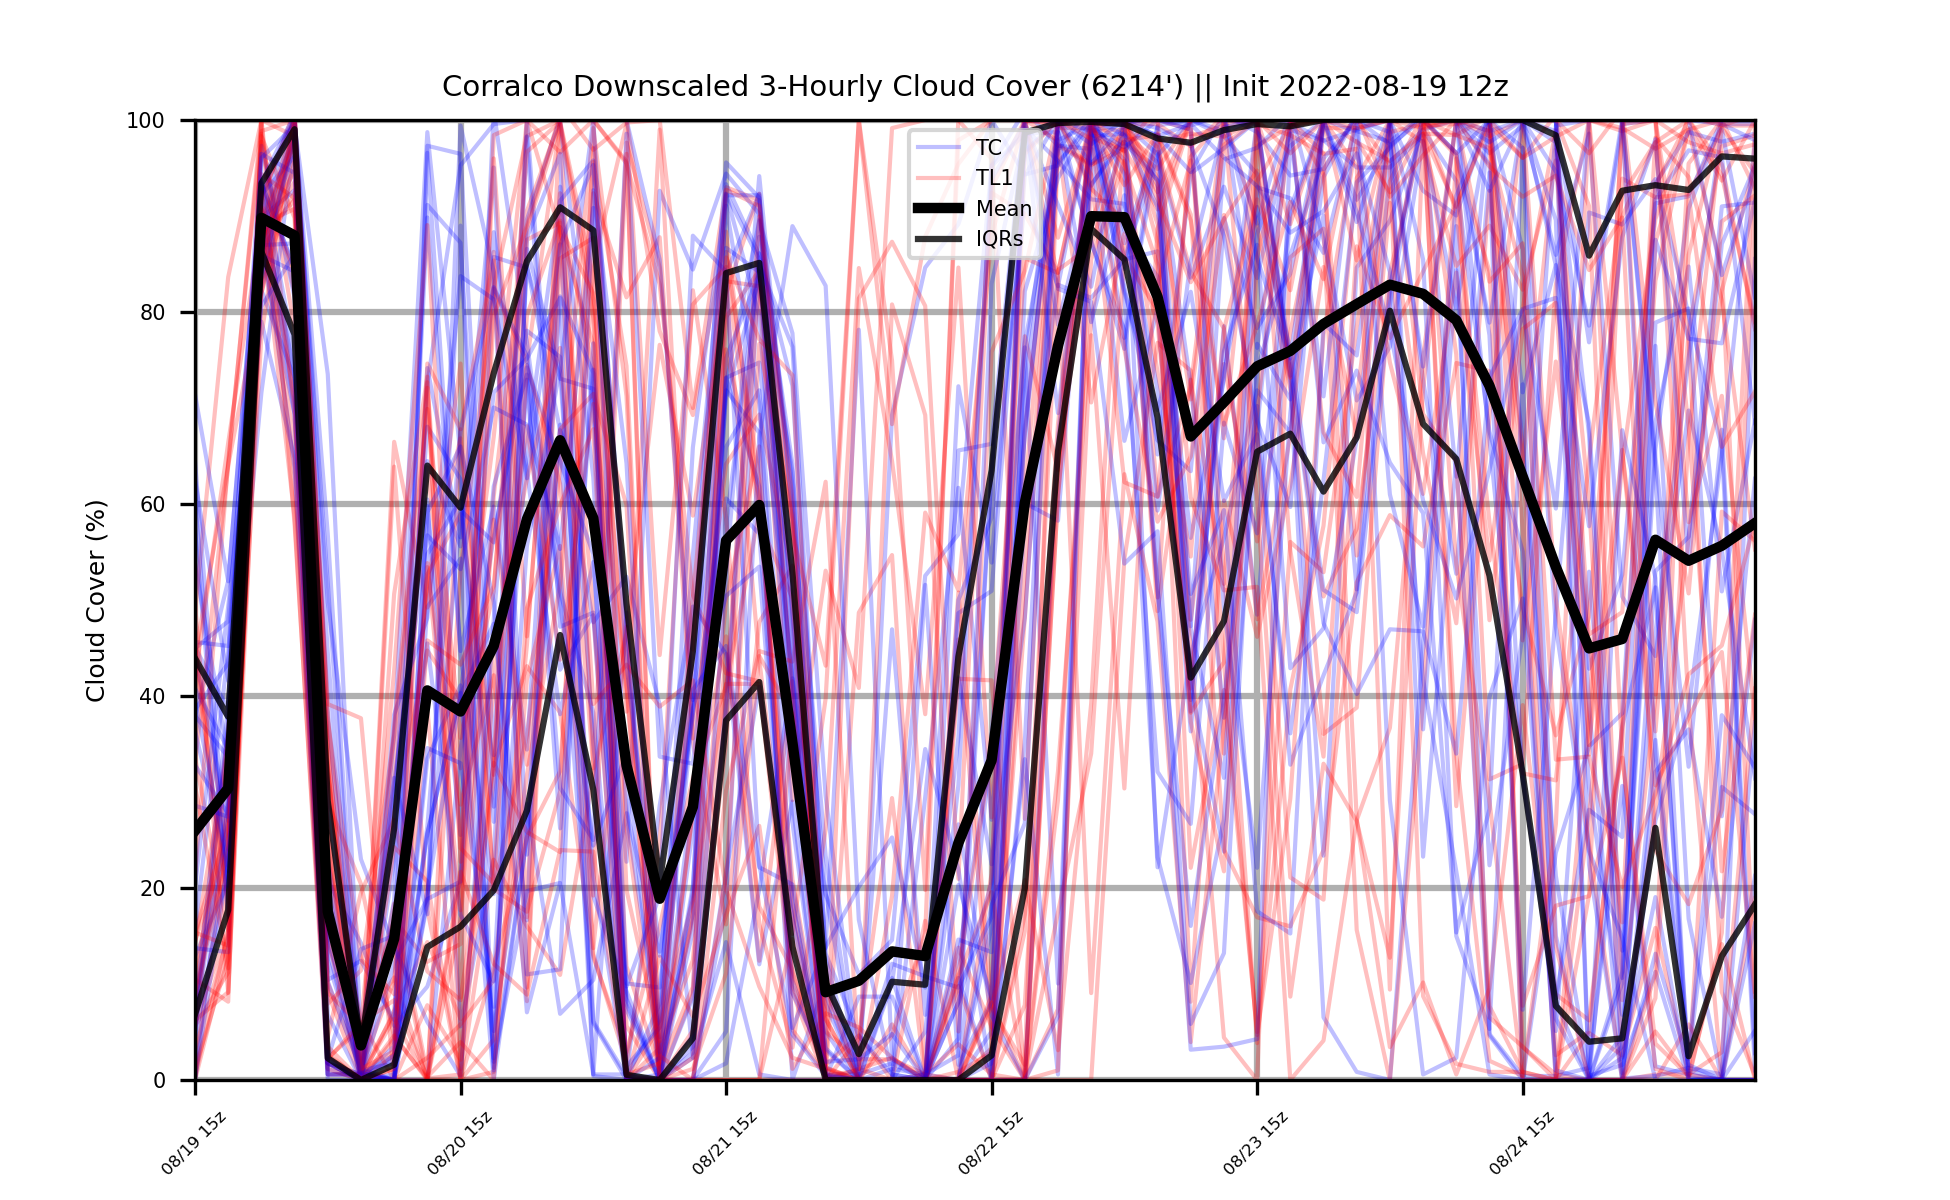 Corralco Downscaled 3-Hourly Cloud Cover (6214') || Init 2022-08-19 12z
100
80
60
40
20
0
Cloud Cover (%)
TC
TL1
Mean
IQRs
08/19 15z
08/20 15z
08/21 15z
08/22 15z
08/23 15z
08/24 15z